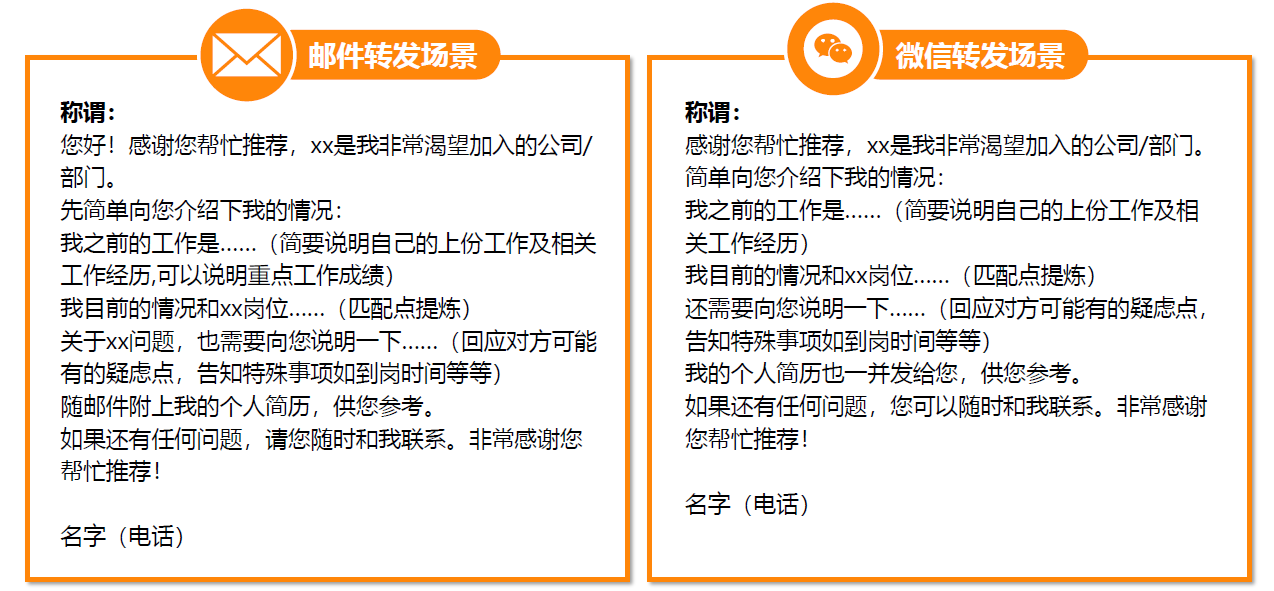 邮件转发场景
称谓：
您好！感谢您帮忙推荐，xx是我非常渴望加入的公司/
部门。
先简单向您介绍下我的情况：
我之前的工作是……（简要说明自己的上份工作及相关
工作经历,可以说明重点工作成绩）
我目前的情况和xx岗位……（匹配点提炼）
关于xx问题，也需要向您说明一下……（回应对方可能
有的疑虑点，告知特殊事项如到岗时间等等）
随邮件附上我的个人简历，供您参考。
如果还有任何问题，请您随时和我联系。非常感谢您
帮忙推荐！
名字（电话）
微信转发场景
称谓：
感谢您帮忙推荐，xx是我非常渴望加入的公司/部门。
简单向您介绍下我的情况：
我之前的工作是……（简要说明自己的上份工作及相
关工作经历）
我目前的情况和xx岗位……（匹配点提炼）
还需要向您说明一下……（回应对方可能有的疑虑点，
告知特殊事项如到岗时间等等）
我的个人简历也一并发给您，供您参考。
如果还有任何问题，您可以随时和我联系。非常感谢
您帮忙推荐！
名字（电话）